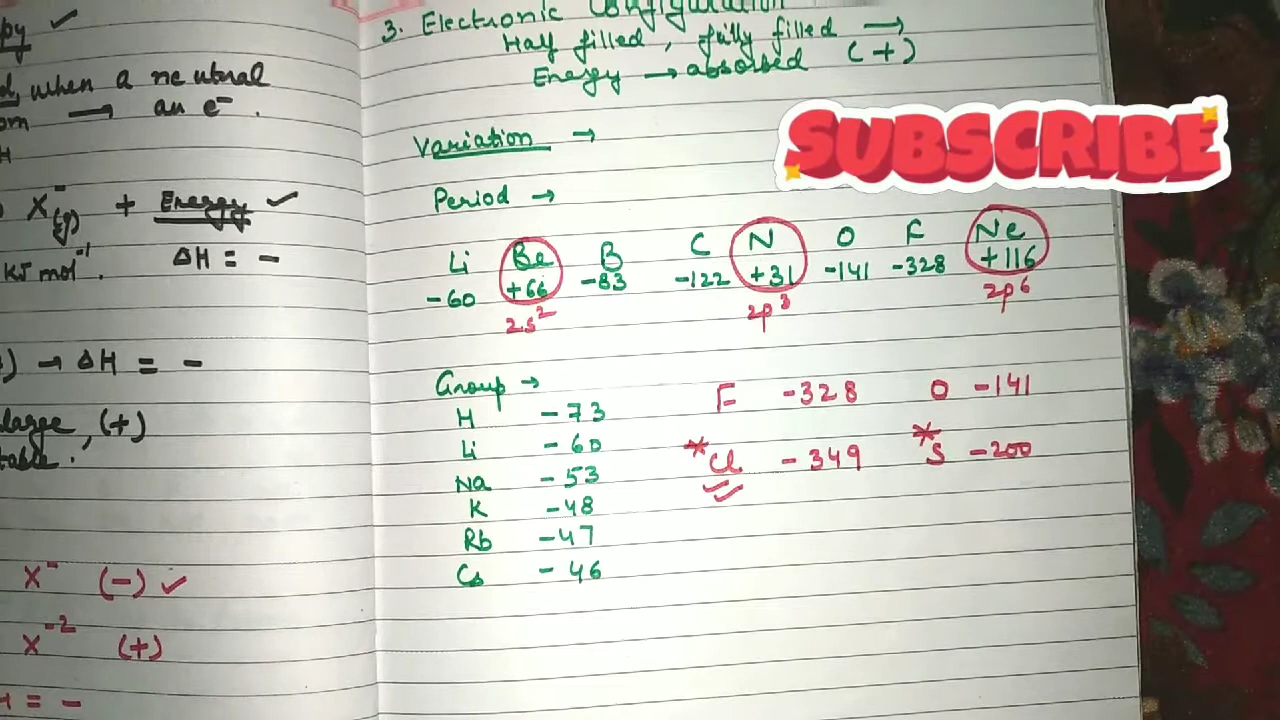 py ✓
when a neutral
⟶ an e⁻.
H
X⁻(g) + Energy ✓
KJ mol⁻¹. ΔH = -
) → ΔH = -
large, (+)
table.
X⁻ (-) ✓
X⁻² (+)
H = -
3. Electronic Configuration
Half filled, fully filled ⟶
Energy → absorbed (+)
SUBSCRIBE
Variation →
Period →
Li Be B C N O F Ne
-60 +66 -83 -122 +31 -141 -328 +116
2s² 2p³ 2p⁶
Group →
H -73
Li -60
Na -53
K -48
Rb -47
Cs -46
F -328 O -141
*Cl -349 *S -200